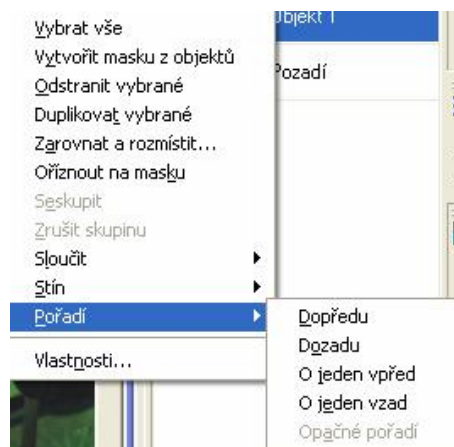 Vybrat vše
Vytvořit masku z objektů
Odstranit vybrané
Duplikovat vybrané
Zarovnat a rozmístit...
Oříznout na masku
Seskupit
Zrušit skupinu
Sloučit
Stín
Pořadí
Vlastnosti...
Objekt 1
Pozadí
Dopředu
Dozadu
O jeden vpřed
O jeden vzad
Opačné pořadí